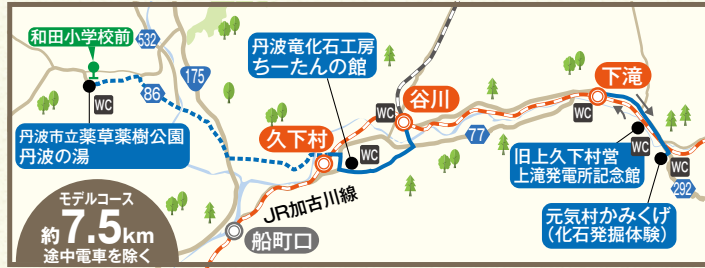 和田小学校前
532
175
86
WC
丹波市立薬草薬樹公園
丹波の湯
丹波竜化石工房
ちーたんの館
久下村
WC
WC
谷川
77
下滝
WC
WC
旧上久下村営
上滝発電所記念館
WC
292
元気村かみくげ
(化石発掘体験)
JR加古川線
船町口
モデルコース
約7.5km
途中電車を除く